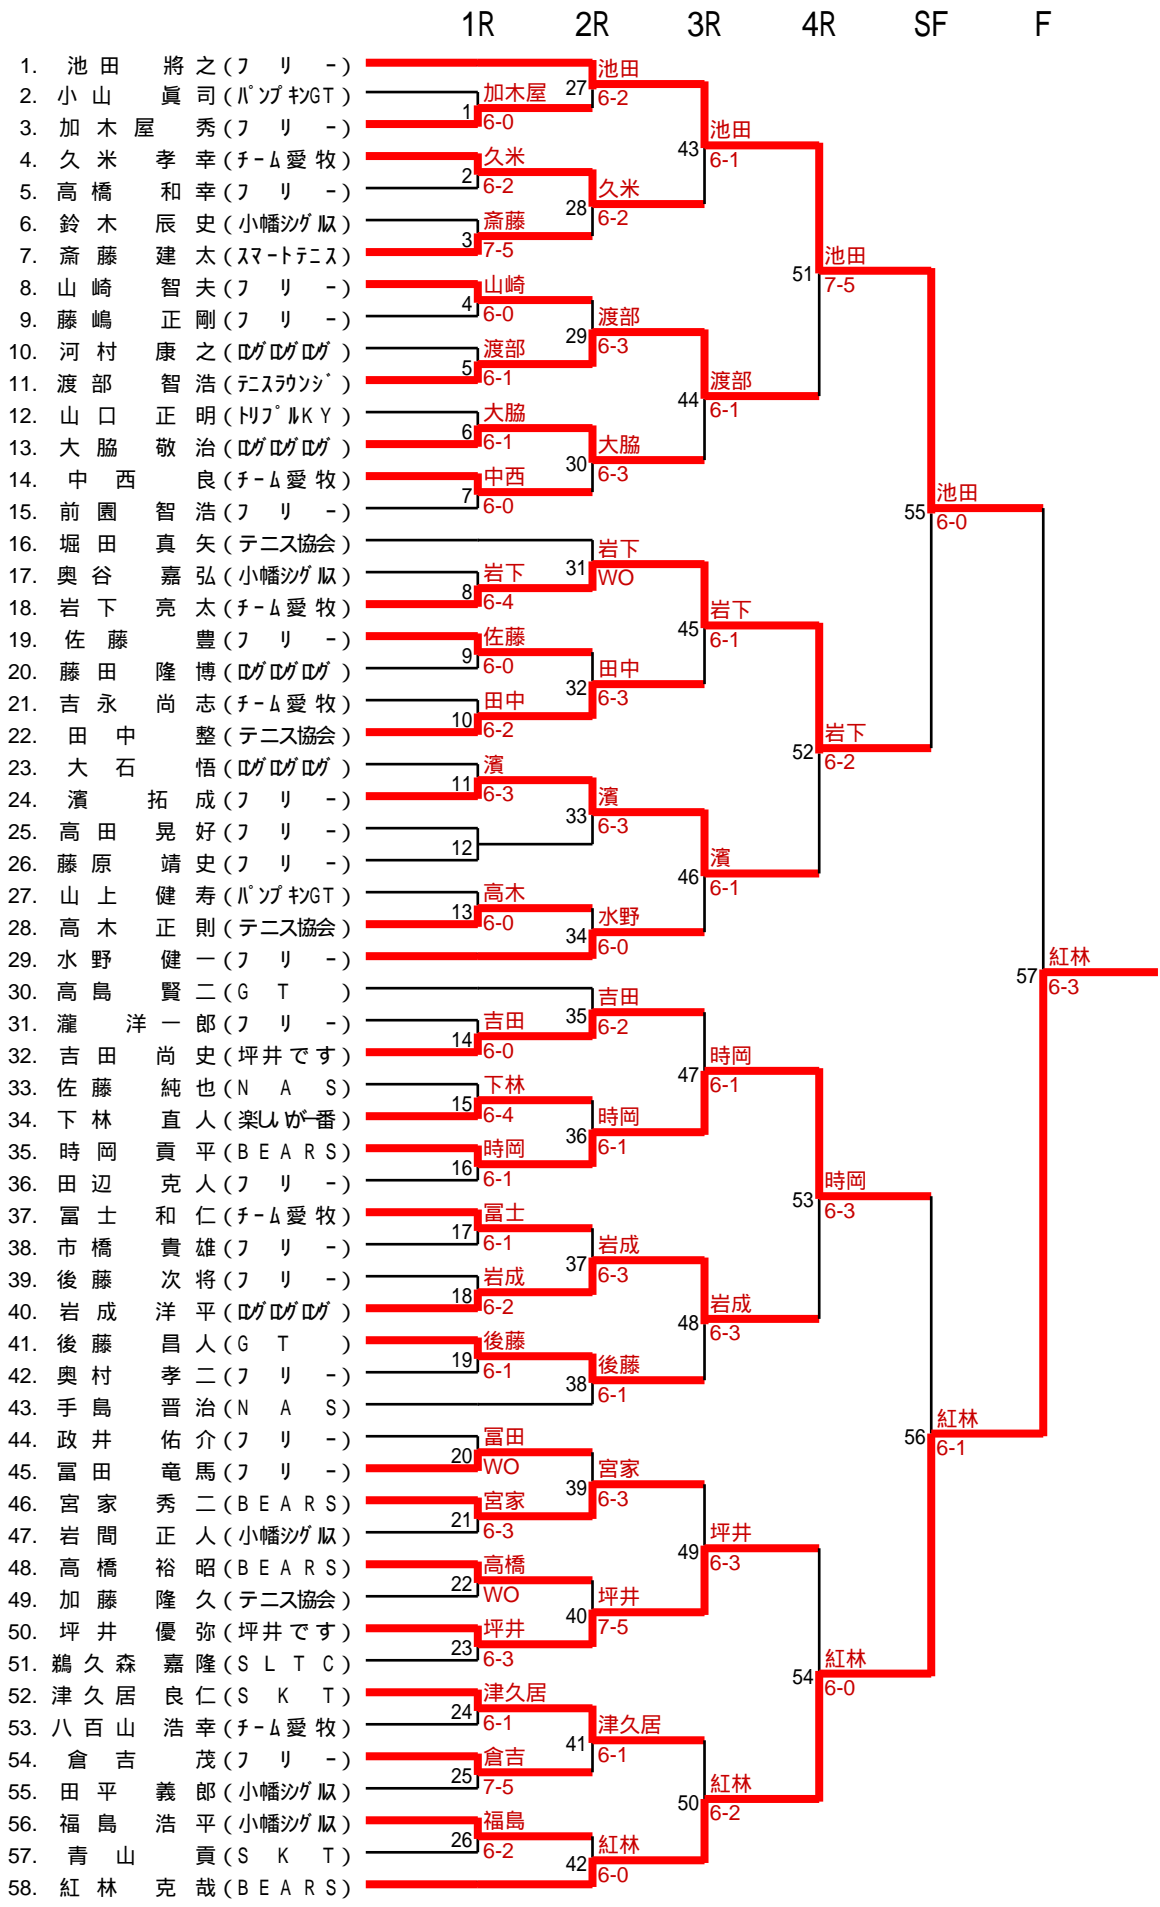 1R 2R 3R 4R SF F
1. 池田 將之(フリー)
2. 小山 眞司(パンプキンGT)
3. 加木屋 秀(フリー)
4. 久米 孝幸(チーム愛牧)
5. 高橋 和幸(フリー)
6. 鈴木 辰史(小幡シングルス)
7. 斎藤 建太(スマートテニス)
8. 山崎 智夫(フリー)
9. 藤嶋 正剛(フリー)
10. 河村 康之(ログログログ)
11. 渡部 智浩(テニスラウンジ)
12. 山口 正明(トリプルKY)
13. 大脇 敬治(ログログログ)
14. 中西 良(チーム愛牧)
15. 前園 智浩(フリー)
16. 堀田 真矢(テニス協会)
17. 奥谷 嘉弘(小幡シングルス)
18. 岩下 亮太(チーム愛牧)
19. 佐藤 豊(フリー)
20. 藤田 隆博(ログログログ)
21. 吉永 尚志(チーム愛牧)
22. 田中 整(テニス協会)
23. 大石 悟(ログログログ)
24. 濱 拓成(フリー)
25. 高田 晃好(フリー)
26. 藤原 靖史(フリー)
27. 山上 健寿(パンプキンGT)
28. 高木 正則(テニス協会)
29. 水野 健一(フリー)
30. 高島 賢二(GT)
31. 瀧 洋一郎(フリー)
32. 吉田 尚史(坪井です)
33. 佐藤 純也(NAS)
34. 下林 直人(楽しいが一番)
35. 時岡 貢平(BEARS)
36. 田辺 克人(フリー)
37. 冨士 和仁(チーム愛牧)
38. 市橋 貴雄(フリー)
39. 後藤 次将(フリー)
40. 岩成 洋平(ログログログ)
41. 後藤 昌人(GT)
42. 奥村 孝二(フリー)
43. 手島 晋治(NAS)
44. 政井 佑介(フリー)
45. 冨田 竜馬(フリー)
46. 宮家 秀二(BEARS)
47. 岩間 正人(小幡シングルス)
48. 高橋 裕昭(BEARS)
49. 加藤 隆久(テニス協会)
50. 坪井 優弥(坪井です)
51. 鵜久森 嘉隆(SLTC)
52. 津久居 良仁(SKT)
53. 八百山 浩幸(チーム愛牧)
54. 倉吉 茂(フリー)
55. 田平 義郎(小幡シングルス)
56. 福島 浩平(小幡シングルス)
57. 青山 貢(SKT)
58. 紅林 克哉(BEARS)
1 加木屋 6-0
2 久米 6-2
3 斎藤 7-5
4 山崎 6-0
5 渡部 6-1
6 大脇 6-1
7 中西 6-0
8 岩下 6-4
9 佐藤 6-0
10 田中 6-2
11 濱 6-3
12
13 高木 6-0
14 吉田 6-0
15 下林 6-4
16 時岡 6-1
17 冨士 6-1
18 岩成 6-2
19 後藤 6-1
20 冨田 WO
21 宮家 6-3
22 高橋 WO
23 坪井 6-3
24 津久居 6-1
25 倉吉 7-5
26 福島 6-2
27 池田 6-2
28 久米 6-2
29 渡部 6-3
30 大脇 6-3
31 岩下 WO
32 田中 6-3
33 濱 6-3
34 水野 6-0
35 吉田 6-2
36 時岡 6-1
37 岩成 6-3
38 後藤 6-1
39 宮家 6-3
40 坪井 7-5
41 津久居 6-1
42 紅林 6-0
43 池田 6-1
44 渡部 6-1
45 岩下 6-1
46 濱 6-1
47 時岡 6-1
48 岩成 6-3
49 坪井 6-3
50 紅林 6-2
51 池田 7-5
52 岩下 6-2
53 時岡 6-3
54 紅林 6-0
55 池田 6-0
56 紅林 6-1
57 紅林 6-3